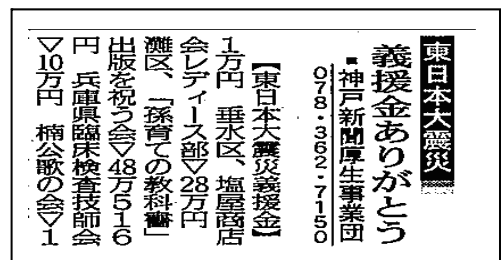 東日本大震災
義援金ありがとう
■神戸新聞厚生事業団
078・362・7150
【東日本大震災義援金】
1万円 垂水区、塩屋商店
会レディース部▽28万円
灘区、「孫育ての教科書」
出版を祝う会▽48万516
円 兵庫県臨床検査技師会
▽10万円 楠公歌の会▽1